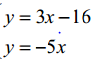 y = 3x − 16
y = −5x